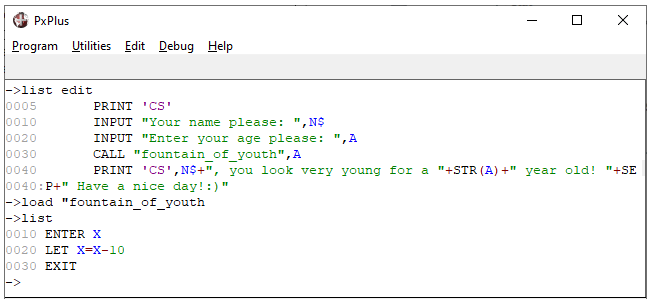 PxPlus
Program Utilities Edit Debug Help
->list edit
0005 PRINT 'CS'
0010 INPUT "Your name please: ",N$
0020 INPUT "Enter your age please: ",A
0030 CALL "fountain_of_youth",A
0040 PRINT 'CS',N$+", you look very young for a "+STR(A)+" year old! "+SE
0040:P+" Have a nice day!:)"
->load "fountain_of_youth
->list
0010 ENTER X
0020 LET X=X-10
0030 EXIT
->